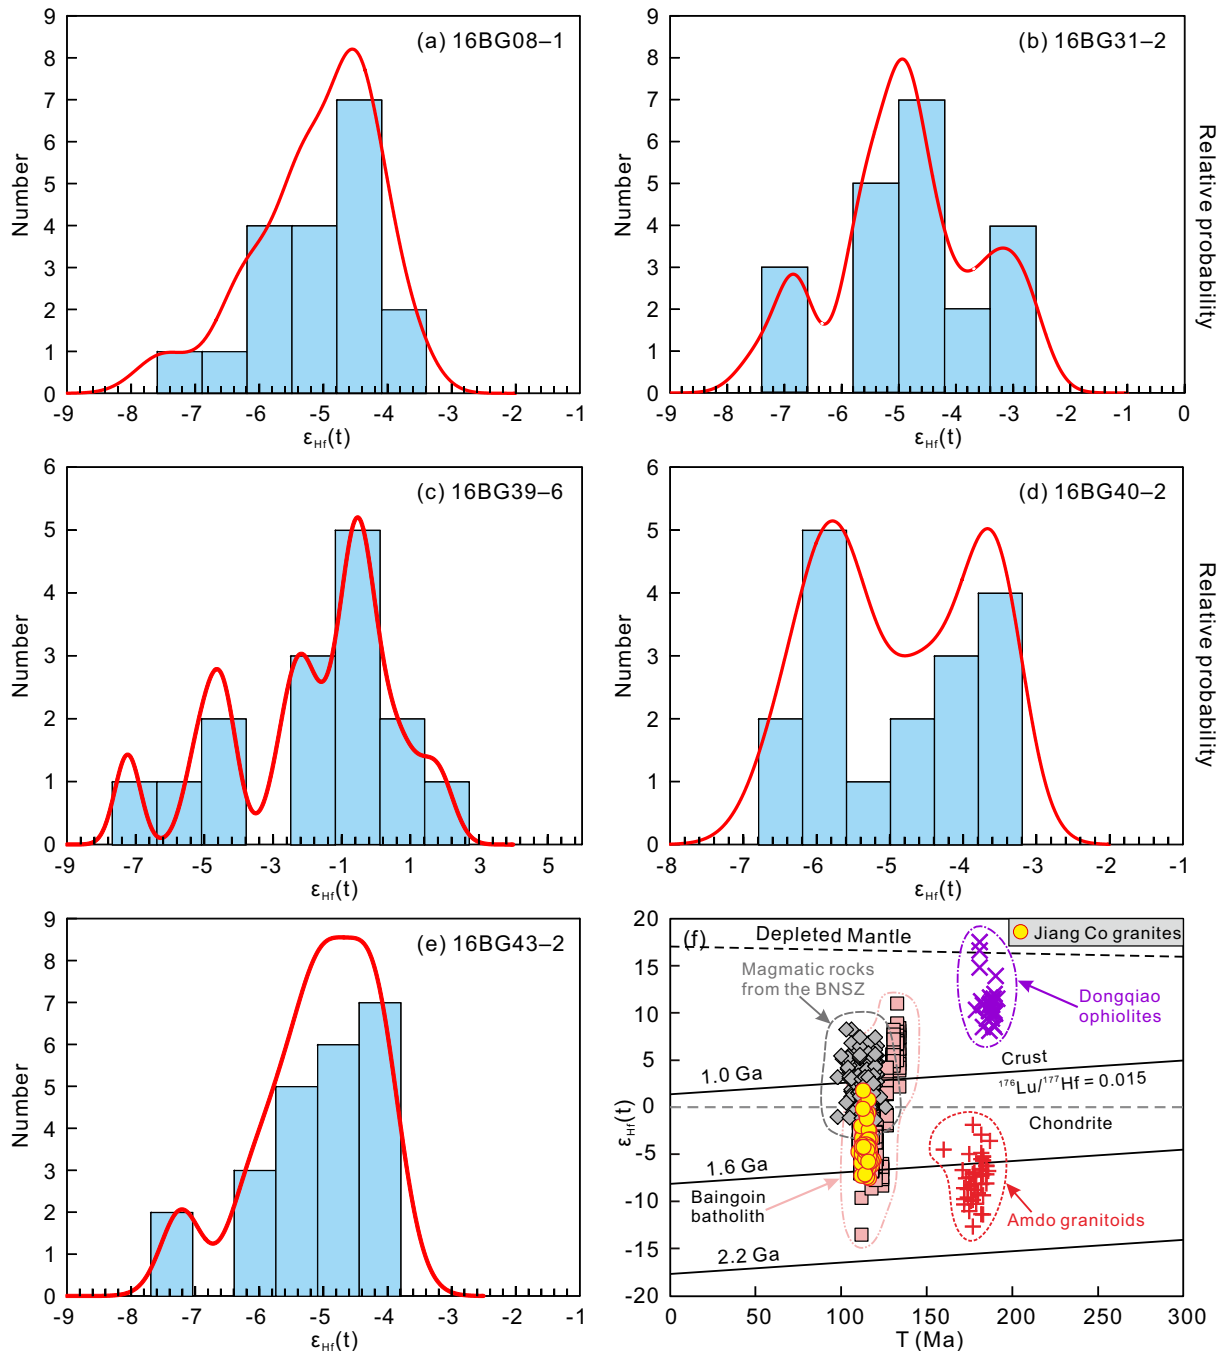 (a) 16BG08–1
Number
9
8
7
6
5
4
3
2
1
0
-9 -8 -7 -6 -5 -4 -3 -2 -1
εHf(t)
(b) 16BG31–2
Number
Relative probability
9
8
7
6
5
4
3
2
1
0
-9 -8 -7 -6 -5 -4 -3 -2 -1 0
εHf(t)
(c) 16BG39–6
Number
6
5
4
3
2
1
0
-9 -7 -5 -3 -1 1 3 5
εHf(t)
(d) 16BG40–2
Number
Relative probability
6
5
4
3
2
1
0
-8 -7 -6 -5 -4 -3 -2 -1
εHf(t)
(e) 16BG43–2
Number
9
8
7
6
5
4
3
2
1
0
-9 -8 -7 -6 -5 -4 -3 -2 -1
εHf(t)
(f)
Jiang Co granites
Depleted Mantle
Magmatic rocks
from the BNSZ
Dongqiao
ophiolites
Crust
1.0 Ga
¹⁷⁶Lu/¹⁷⁷Hf = 0.015
Chondrite
1.6 Ga
Baingoin
batholith
Amdo granitoids
2.2 Ga
εHf(t)
20
15
10
5
0
-5
-10
-15
-20
0 50 100 150 200 250 300
T (Ma)